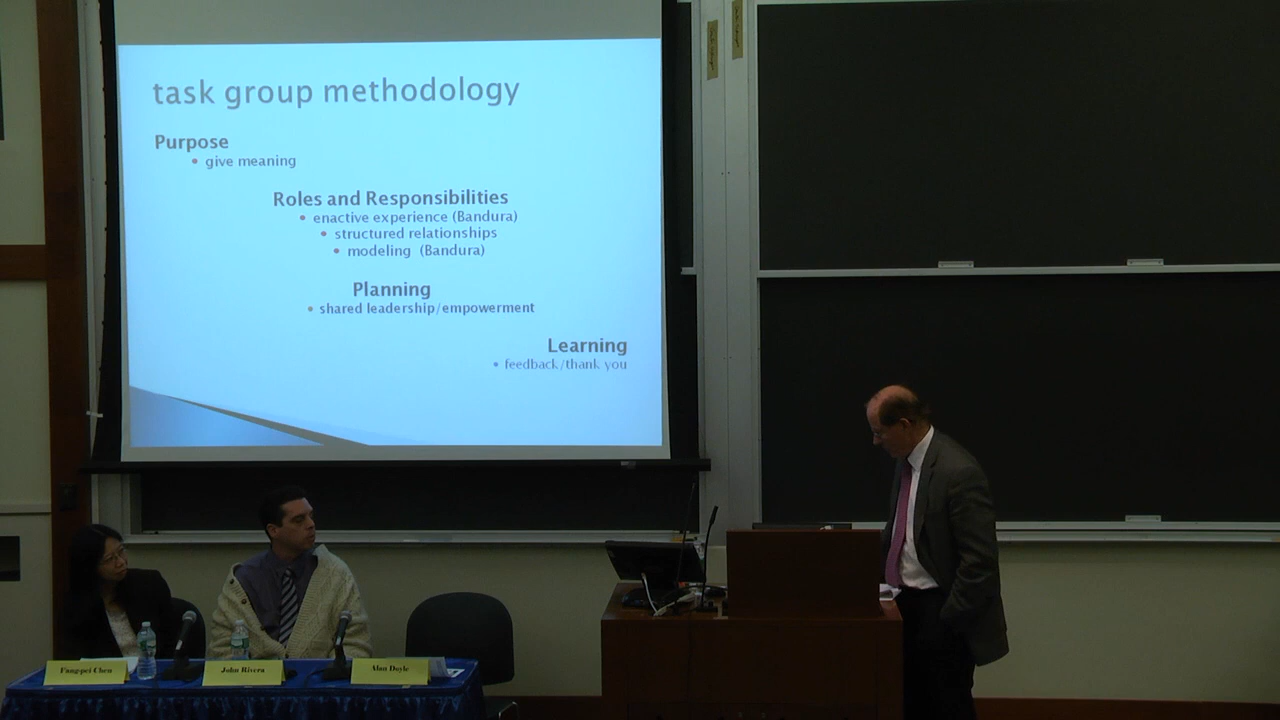 task group methodology
Purpose
• give meaning
Roles and Responsibilities
• enactive experience (Bandura)
• structured relationships
• modeling (Bandura)
Planning
• shared leadership/empowerment
Learning
• feedback/thank you
Yang-pei Chen
John Rivera
Alan Doyle